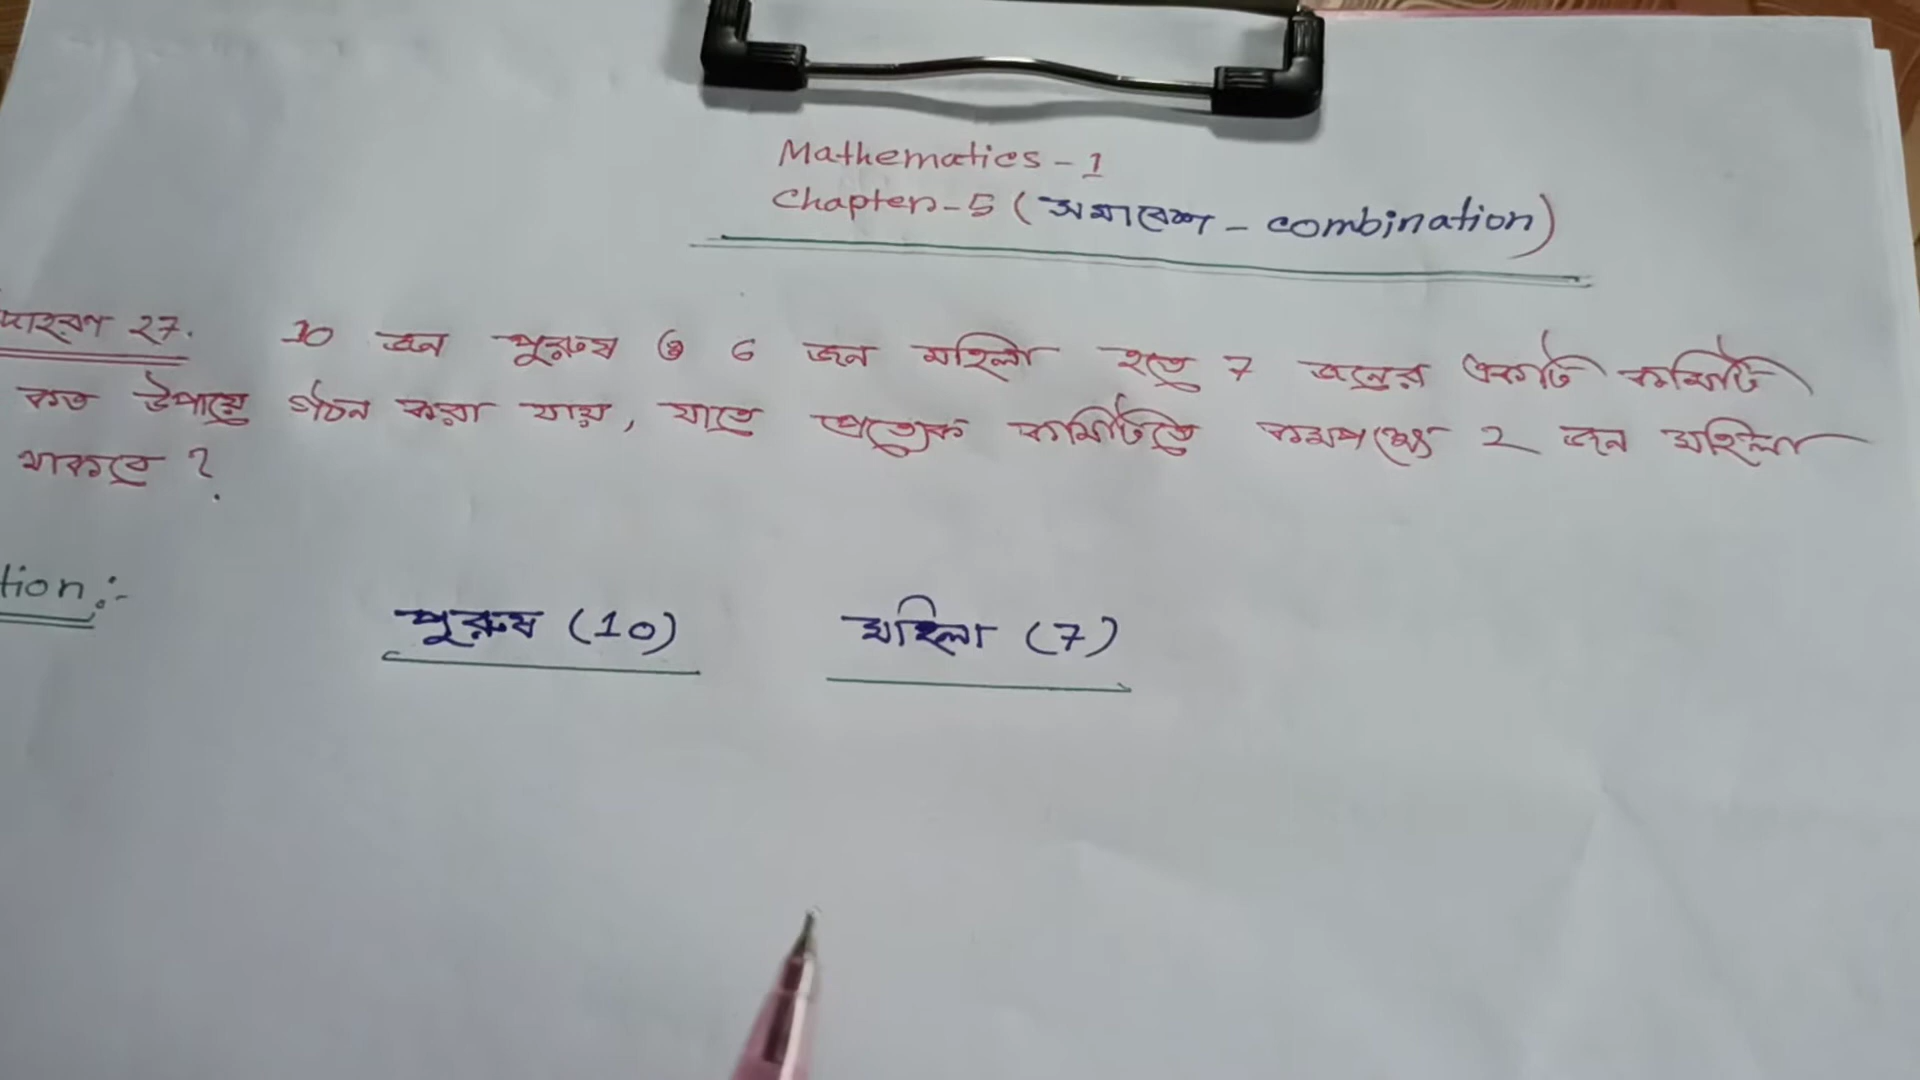 Mathematics - 1
Chapter-5 (সমাবেশ - combination)
দাহরণ 27. 10 জন পুরুষ ও 6 জন মহিলা হতে 7 জনের একটি কমিটি
কত উপায়ে গঠন করা যায়, যাতে প্রত্যেক কমিটিতে কমপক্ষে 2 জন মহিলা
থাকবে ?
tion:-
পুরুষ (10) মহিলা (7)